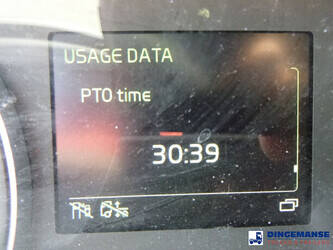 USAGE DATA
PTO time
30:39
DINGEMANSE